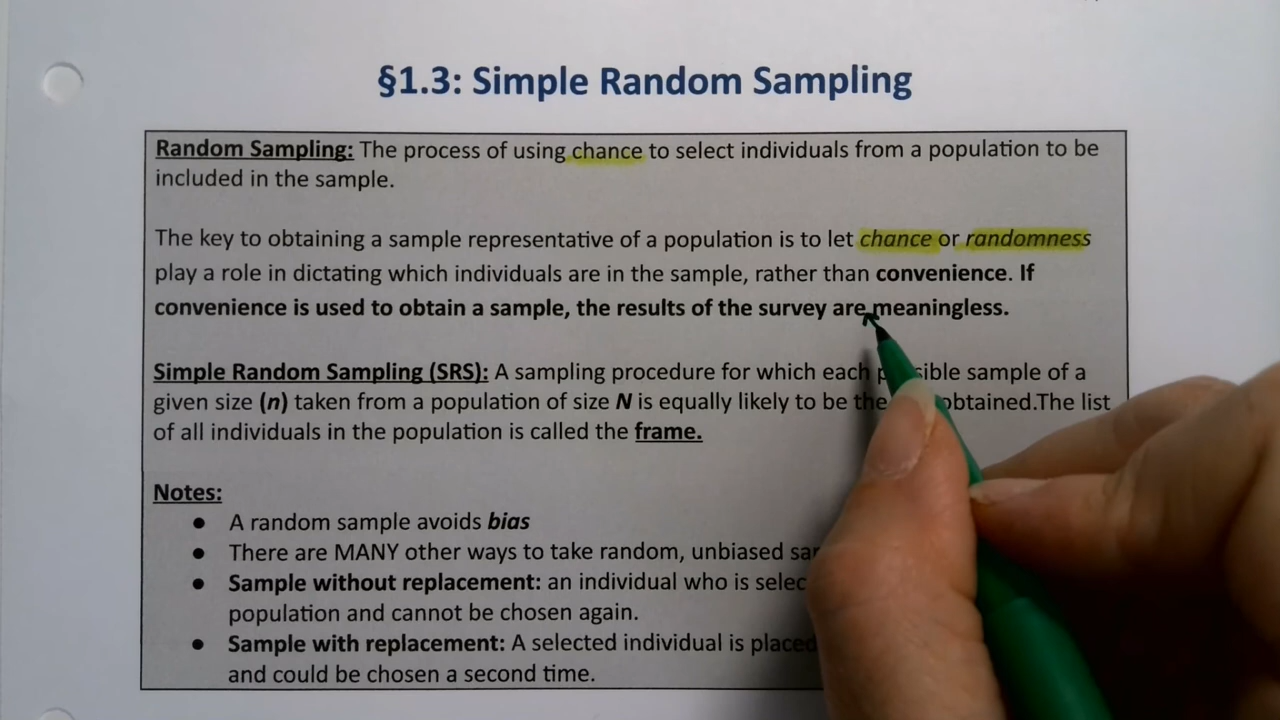 §1.3: Simple Random Sampling
Random Sampling: The process of using chance to select individuals from a population to be
included in the sample.
The key to obtaining a sample representative of a population is to let chance or randomness
play a role in dictating which individuals are in the sample, rather than convenience. If
convenience is used to obtain a sample, the results of the survey are meaningless.
Simple Random Sampling (SRS): A sampling procedure for which each sample of a
given size (n) taken from a population of size N is equally likely to be the obtained.The list
of all individuals in the population is called the frame.
Notes:
● A random sample avoids bias
● There are MANY other ways to take random, unbiased
● Sample without replacement: an individual who is
population and cannot be chosen again.
● Sample with replacement: A selected individual is placed
and could be chosen a second time.